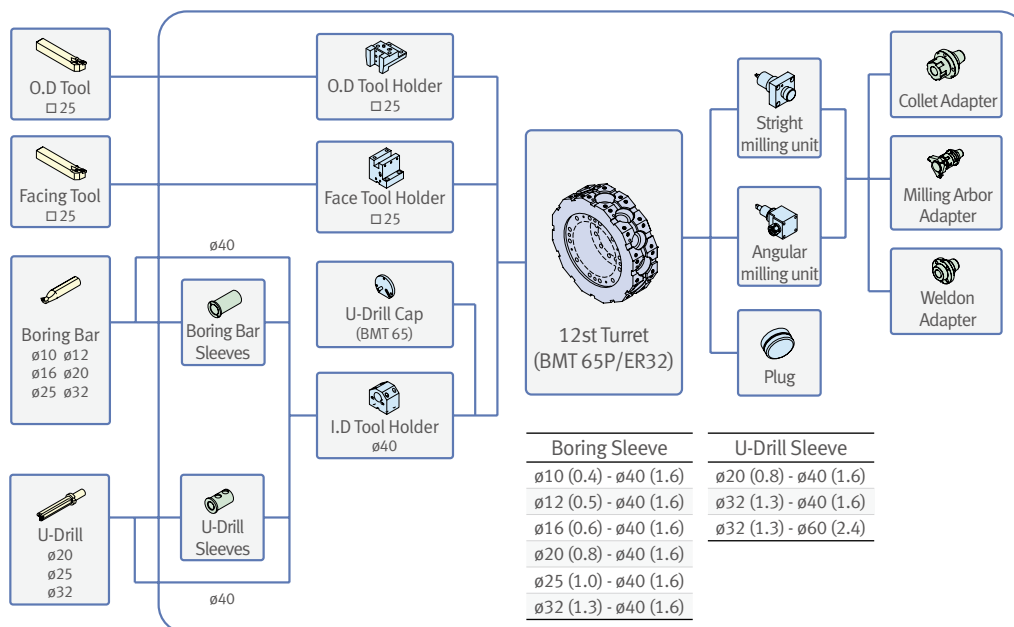 O.D Tool
□ 25
Facing Tool
□ 25
ø40
Boring Bar
ø10 ø12
ø16 ø20
ø25 ø32
U-Drill
ø20
ø25
ø32
Boring Bar
Sleeves
U-Drill
Sleeves
ø40
O.D Tool Holder
□ 25
Face Tool Holder
□ 25
U-Drill Cap
(BMT 65)
I.D Tool Holder
ø40
12st Turret
(BMT 65P/ER32)
Stright
milling unit
Angular
milling unit
Plug
Collet Adapter
Milling Arbor
Adapter
Weldon
Adapter
Boring Sleeve
ø10 (0.4) - ø40 (1.6)
ø12 (0.5) - ø40 (1.6)
ø16 (0.6) - ø40 (1.6)
ø20 (0.8) - ø40 (1.6)
ø25 (1.0) - ø40 (1.6)
ø32 (1.3) - ø40 (1.6)
U-Drill Sleeve
ø20 (0.8) - ø40 (1.6)
ø32 (1.3) - ø40 (1.6)
ø32 (1.3) - ø60 (2.4)